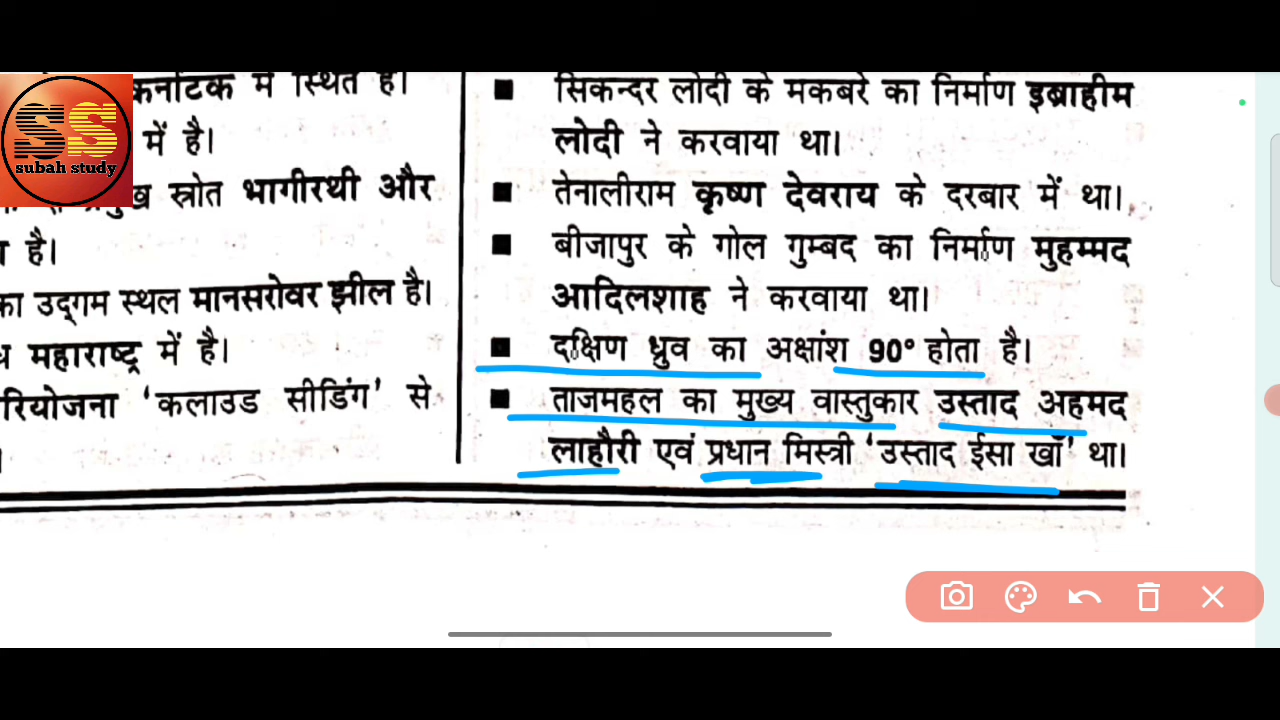 SS
subah study
कर्नाटक में स्थित है।
में है।
स्रोत भागीरथी और
है।
का उद्गम स्थल मानसरोवर झील है।
महाराष्ट्र में है।
'कलाउड सीडिंग' से
सिकन्दर लोदी के मकबरे का निर्माण इब्राहीम
लोदी ने करवाया था।
तेनालीराम कृष्ण देवराय के दरबार में था।
बीजापुर के गोल गुम्बद का निर्माण मुहम्मद
आदिलशाह ने करवाया था।
दक्षिण ध्रुव का अक्षांश 90° होता है।
ताजमहल का मुख्य वास्तुकार उस्ताद अहमद
लाहौरी एवं प्रधान मिस्त्री 'उस्ताद ईसा खाँ' था।